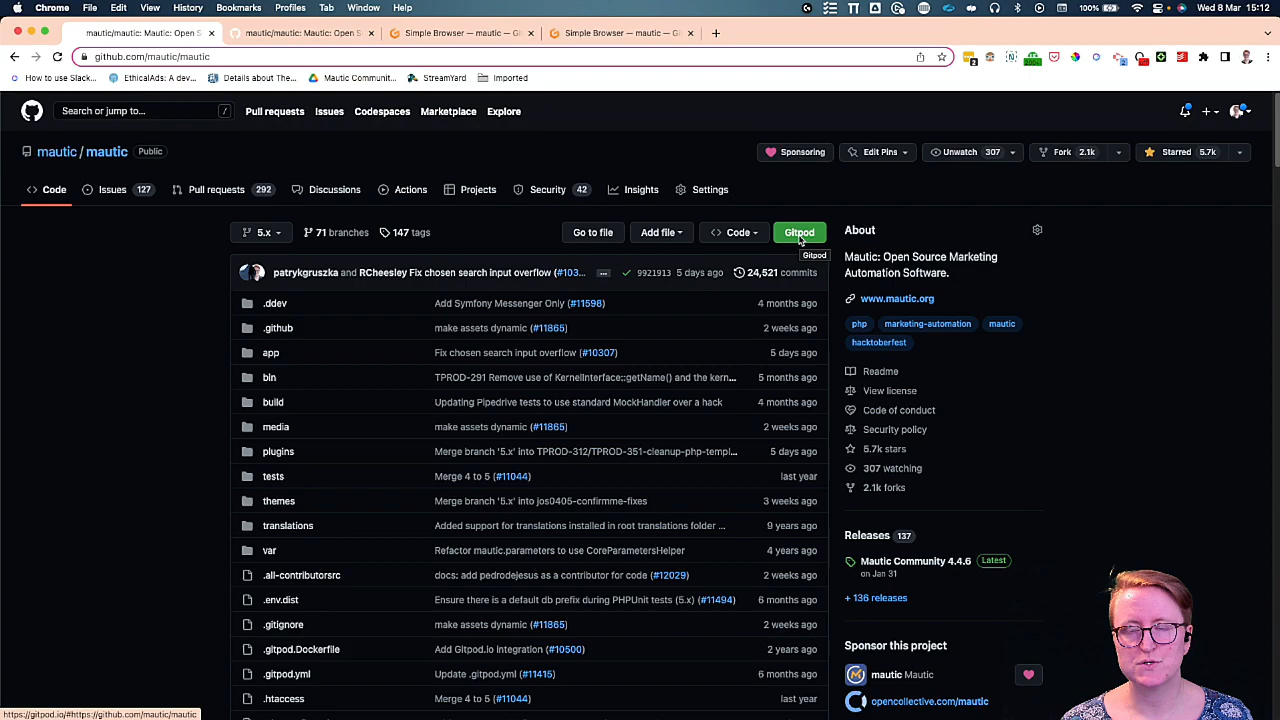 Chrome File Edit View History Bookmarks Profiles Tab Window Help 100% Wed 8 Mar 15:12
mautic/mautic: Mautic: Open S mautic/mautic: Mautic: Open S Simple Browser — mautic — Gi Simple Browser — mautic — Gi
github.com/mautic/mautic
How to use Slack... EthicalAds: A dev... Details about The... Mautic Communit... StreamYard Imported
Search or jump to... / Pull requests Issues Codespaces Marketplace Explore
mautic / mautic Public Sponsoring Edit Pins Unwatch 307 Fork 2.1k Starred 5.7k
Code Issues 127 Pull requests 292 Discussions Actions Projects Security 42 Insights Settings
5.x 71 branches 147 tags Go to file Add file Code Gitpod
Gitpod
About
Mautic: Open Source Marketing
Automation Software.
www.mautic.org
php marketing-automation mautic
hacktoberfest
Readme
View license
Code of conduct
Security policy
5.7k stars
307 watching
2.1k forks
Releases 137
Mautic Community 4.4.6 Latest
on Jan 31
+ 136 releases
Sponsor this project
mautic Mautic
opencollective.com/mautic
patrykgruszka and RCheesley Fix chosen search input overflow (#103... ... 9921913 5 days ago 24,521 commits
.ddev Add Symfony Messenger Only (#11598) 4 months ago
.github make assets dynamic (#11865) 2 weeks ago
app Fix chosen search input overflow (#10307) 5 days ago
bin TPROD-291 Remove use of KernelInterface::getName() and the kern... 5 months ago
build Updating Pipedrive tests to use standard MockHandler over a hack 4 months ago
media make assets dynamic (#11865) 2 weeks ago
plugins Merge branch '5.x' into TPROD-312/TPROD-351-cleanup-php-templ... 5 days ago
tests Merge 4 to 5 (#11044) last year
themes Merge branch '5.x' into jos0405-confirmme-fixes 3 weeks ago
translations Added support for translations installed in root translations folder ... 9 years ago
var Refactor mautic.parameters to use CoreParametersHelper 4 years ago
.all-contributorsrc docs: add pedrodejesus as a contributor for code (#12029) 2 weeks ago
.env.dist Ensure there is a default db prefix during PHPUnit tests (5.x) (#11494) 6 months ago
.gitignore make assets dynamic (#11865) 2 weeks ago
.gitpod.Dockerfile Add Gitpod.io Integration (#10500) 2 years ago
.gitpod.yml Update .gitpod.yml (#11415) 6 months ago
.htaccess Merge 4 to 5 (#11044) last year
https://gitpod.io/#https://github.com/mautic/mautic